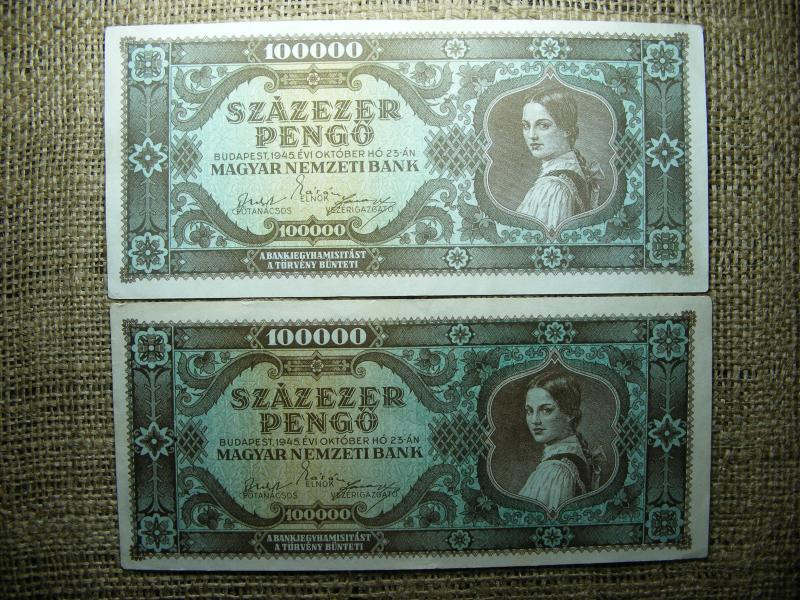 100000
SZÁZEZER
PENGŐ
BUDAPEST, 1945. ÉVI OKTÓBER HÓ 23-ÁN
MAGYAR NEMZETI BANK
FŐTANÁCSOS
ELNÖK
VEZÉRIGAZGATÓ
100000
A BANKJEGYHAMISITÁST
A TÖRVÉNY BÜNTETI
100000
SZÁZEZER
PENGŐ
BUDAPEST, 1945. ÉVI OKTÓBER HÓ 23-ÁN
MAGYAR NEMZETI BANK
FŐTANÁCSOS
ELNÖK
VEZÉRIGAZGATÓ
100000
A BANKJEGYHAMISITÁST
A TÖRVÉNY BÜNTETI